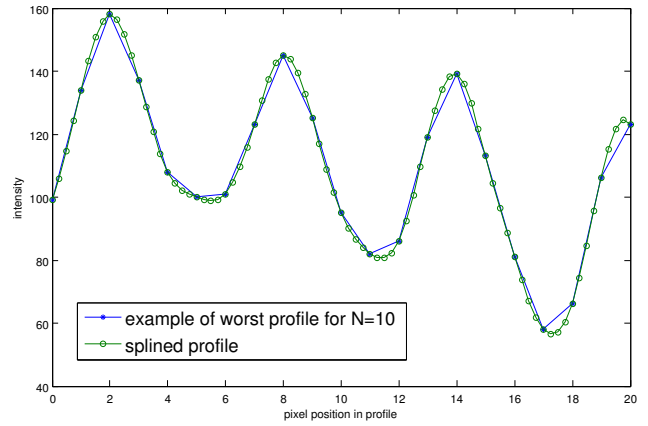 160
140
120
100
80
60
40
intensity
example of worst profile for N=10
splined profile
0 2 4 6 8 10 12 14 16 18 20
pixel position in profile